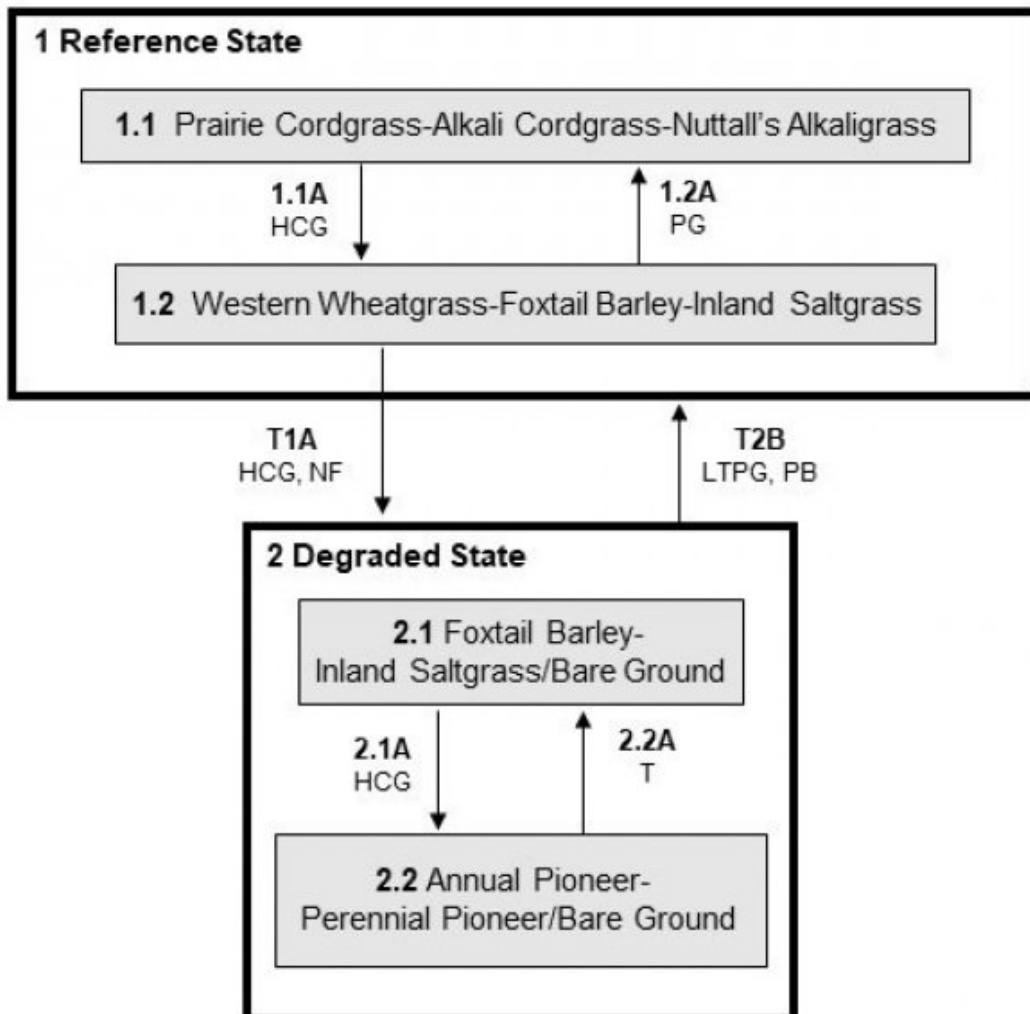 1 Reference State
1.1 Prairie Cordgrass-Alkali Cordgrass-Nuttall's Alkaligrass
1.1A
HCG
1.2A
PG
1.2 Western Wheatgrass-Foxtail Barley-Inland Saltgrass
T1A
HCG, NF
T2B
LTPG, PB
2 Degraded State
2.1 Foxtail Barley-
Inland Saltgrass/Bare Ground
2.1A
HCG
2.2A
T
2.2 Annual Pioneer-
Perennial Pioneer/Bare Ground